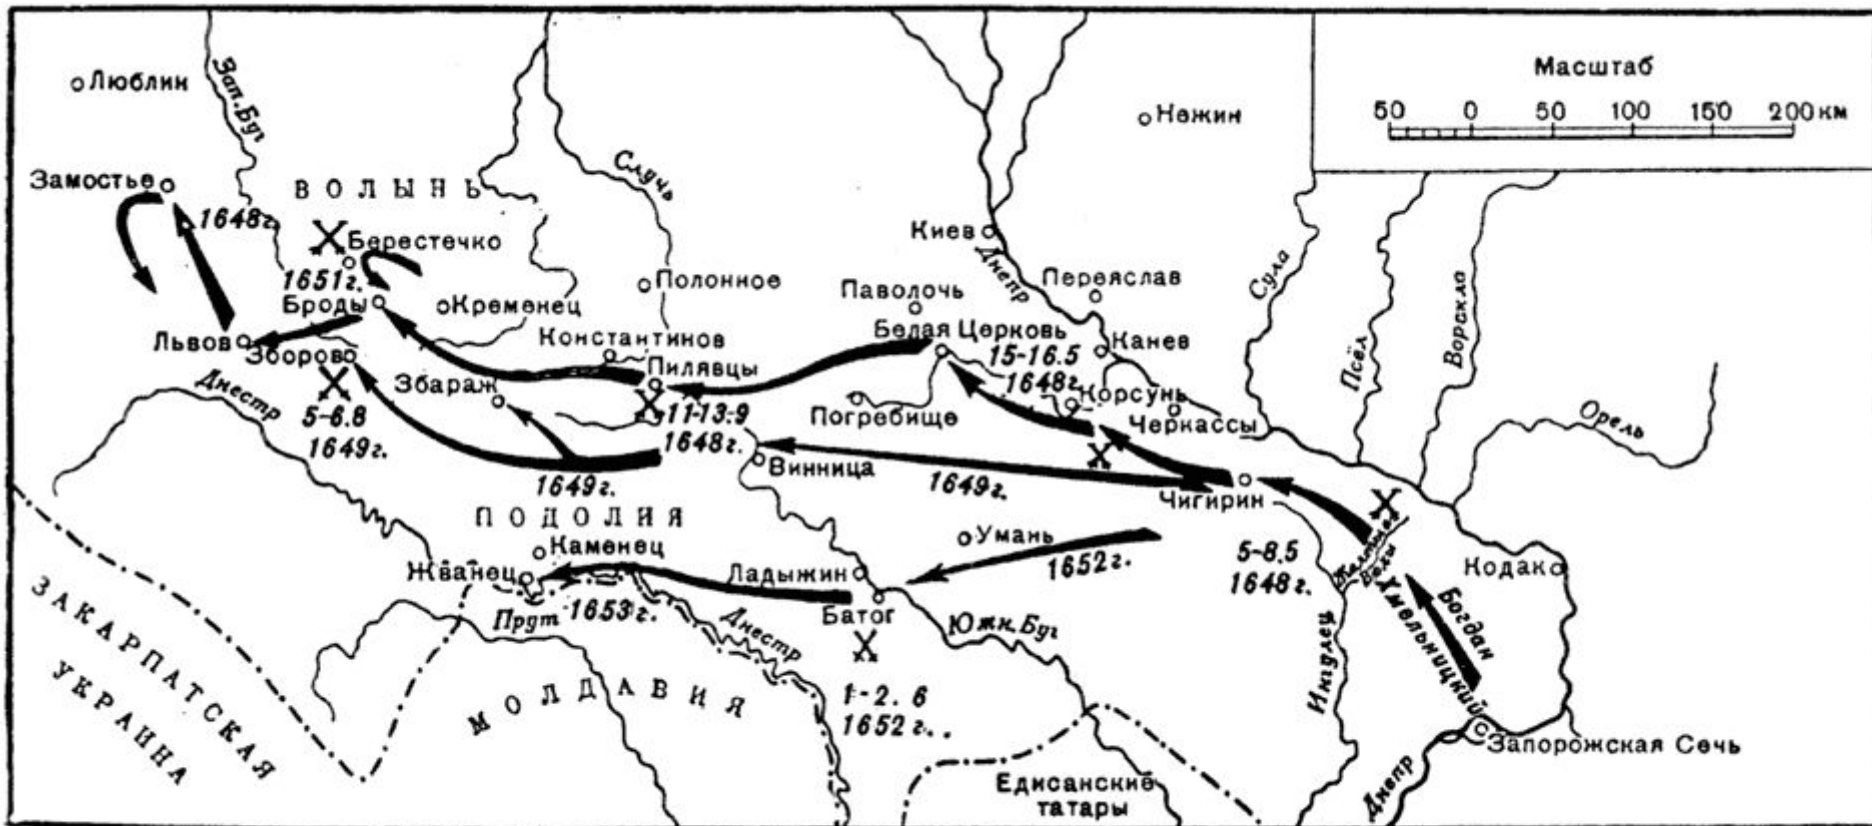 Масштаб
50 0 50 100 150 200 км
Люблин
Зап. Буг
Нежин
Замостье
ВОЛЫНЬ
Случь
1648г.
Берестечко
Киев
Днепр
Сула
1651г.
Полонное
Переяслав
Псёл
Ворскла
Броды
Кременец
Паволочь
Львов
Зборов
Константинов
Белая Церковь
Канев
15-16.5
1648г.
Пилявцы
Днестр
Збараж
Корсунь
Орель
5-6.8
1649г.
11-13.9
1648г.
Погребище
Черкассы
Винница
1649г.
1649г.
Чигирин
ПОДОЛИЯ
Каменец
Умань
1652г.
5-8.5
1648г.
Желтые
Воды
Кодак
Жванец
Ладыжин
ЗАКАРПАТСКАЯ
УКРАИНА
Прут
1653г.
Днестр
Батог
Южн. Буг
Ингулец
Богдан
Хмельницкий
МОЛДАВИЯ
1-2.6
1652г..
Запорожская Сечь
Едисанские
татары
Днепр